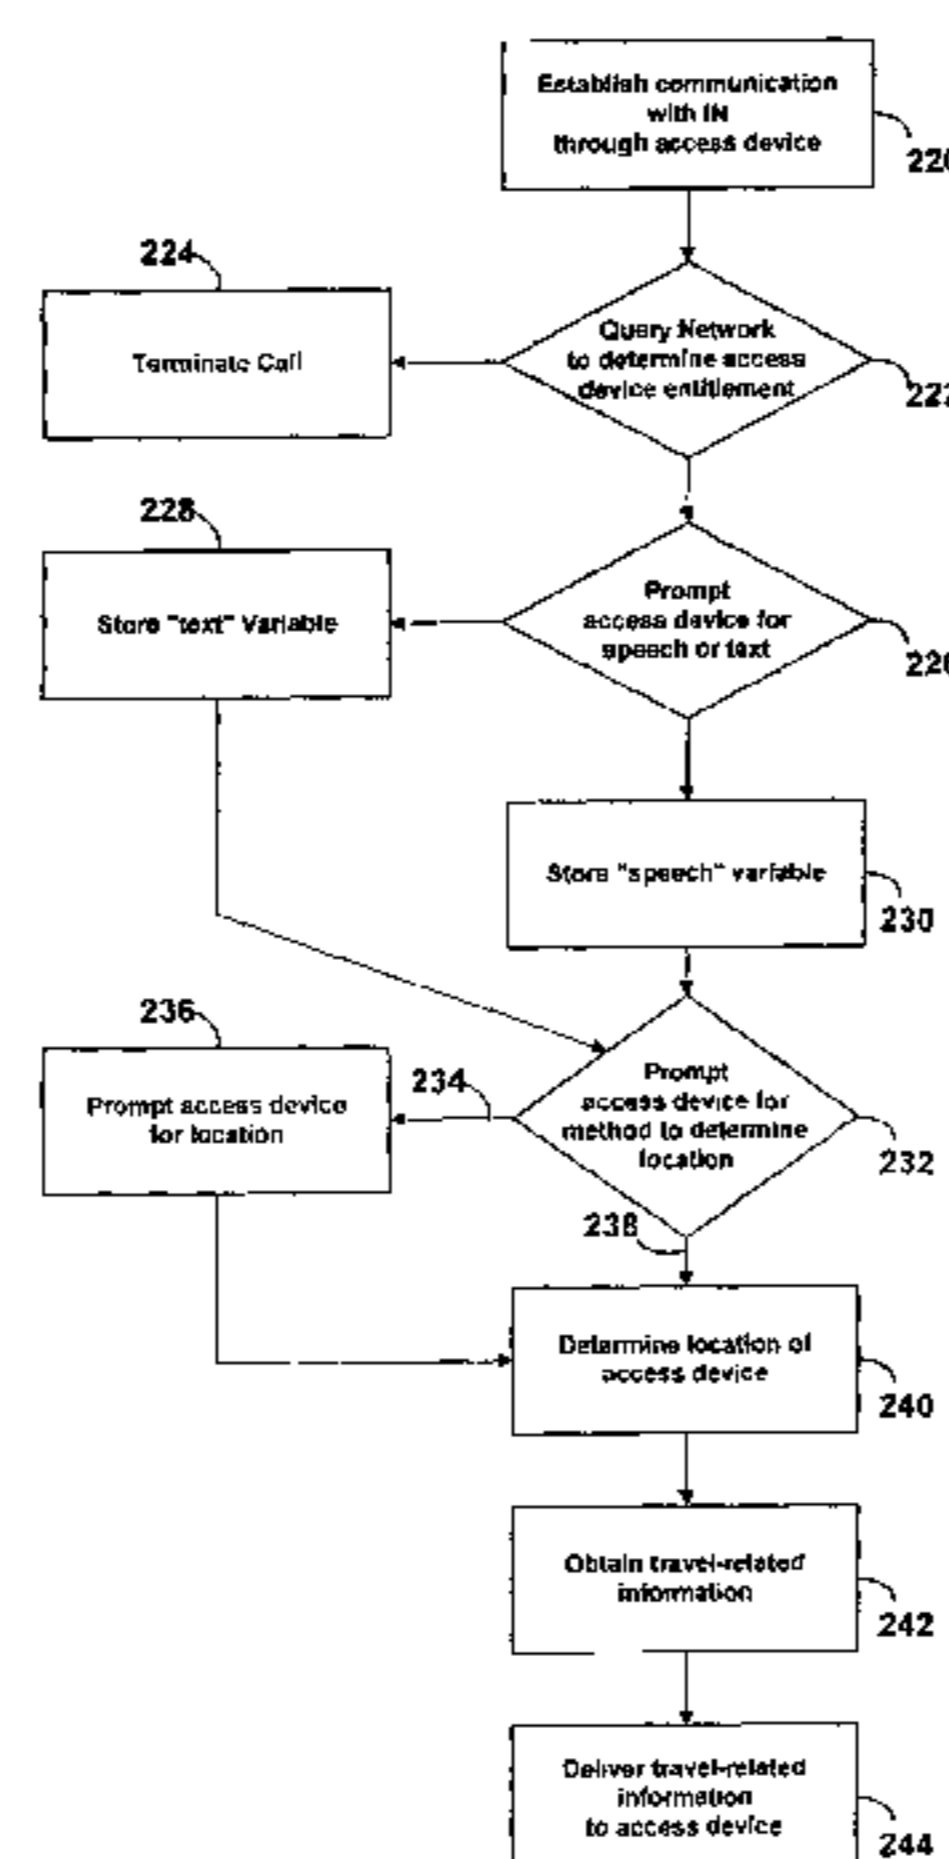 Establish communication
with IN
through access device
220
224
Terminate Call
Query Network
to determine access
device entitlement
222
228
Store "text" Variable
Prompt
access device for
speech or text
226
Store "speech" variable
230
236
Prompt access device
for location
234
Prompt
access device for
method to determine
location
232
238
Determine location of
access device
240
Obtain travel-related
information
242
Deliver travel-related
information
to access device
244